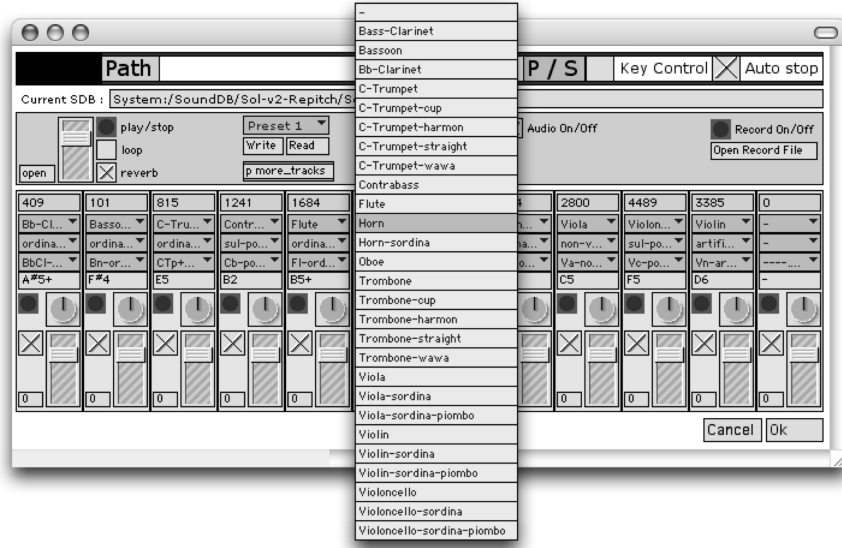 Path P / S Key Control Auto stop
Current SDB : System:/SoundDB/Sol-v2-Repitch/
play/stop Preset 1 Audio On/Off Record On/Off
loop Write Read Open Record File
open reverb p more_tracks
409 101 815 1241 1684 2800 4489 3385 0
Bb-Cl... Basso... C-Tru... Contr... Flute Viola Violon... Violin -
ordina... ordina... ordina... sul-po... ordina... non-v... sul-po... artifi... -
BbCl-... Bn-or... CTp+... Cb-po... Fl-ord... Va-no... Vc-po... Vn-ar... ----....
A#5+ F#4 E5 B2 B5+ C5 F5 D6 -
0 0 0 0 0 0 0 0 0
Cancel Ok
-
Bass-Clarinet
Bassoon
Bb-Clarinet
C-Trumpet
C-Trumpet-cup
C-Trumpet-harmon
C-Trumpet-straight
C-Trumpet-wawa
Contrabass
Flute
Horn
Horn-sordina
Oboe
Trombone
Trombone-cup
Trombone-harmon
Trombone-straight
Trombone-wawa
Viola
Viola-sordina
Viola-sordina-piombo
Violin
Violin-sordina
Violin-sordina-piombo
Violoncello
Violoncello-sordina
Violoncello-sordina-piombo